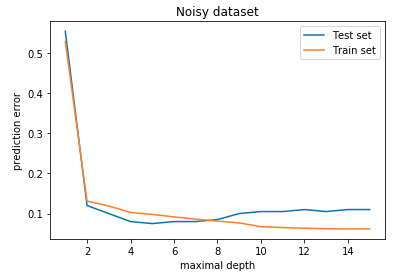 Noisy dataset
Test set
Train set
prediction error
0.5
0.4
0.3
0.2
0.1
2 4 6 8 10 12 14
maximal depth